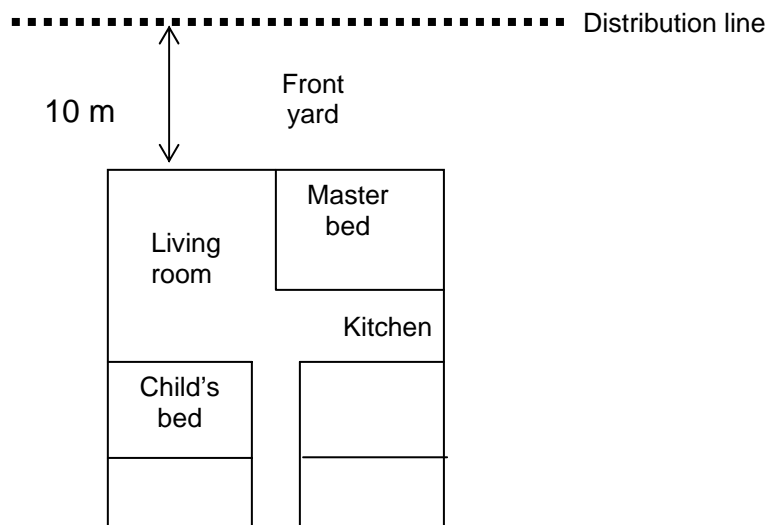 Distribution line
10 m
Front
yard
Master
bed
Living
room
Kitchen
Child's
bed